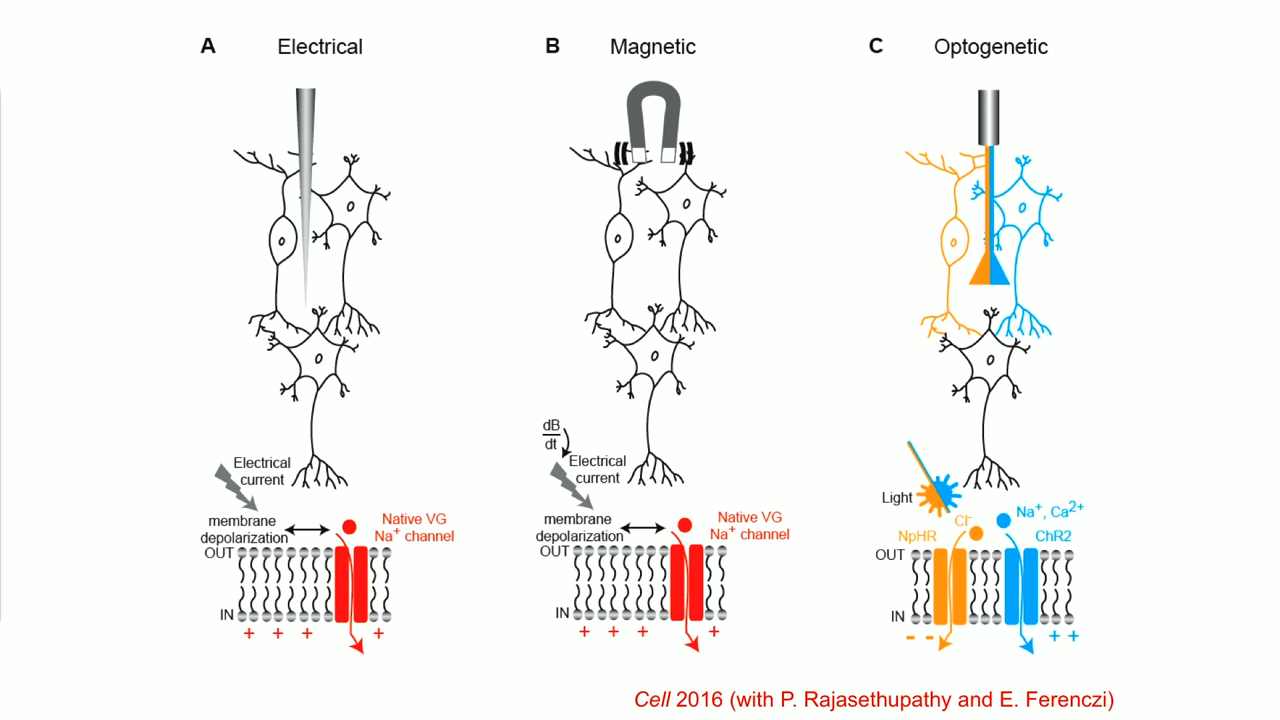 A Electrical
B Magnetic
C Optogenetic
Electrical
current
membrane
depolarization
Native VG
Na⁺ channel
OUT
IN
+ + + +
dB
dt
Electrical
current
membrane
depolarization
Native VG
Na⁺ channel
OUT
IN
+ + + +
Light
Cl⁻
Na⁺, Ca²⁺
NpHR
ChR2
OUT
IN
- - + +
Cell 2016 (with P. Rajasethupathy and E. Ferenczi)